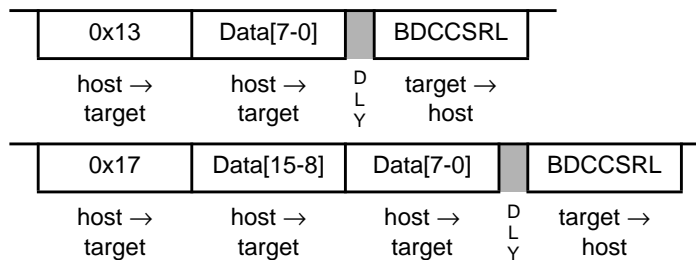 0x13 Data[7-0] BDCCSRL
host → target host → target D L Y target → host
0x17 Data[15-8] Data[7-0] BDCCSRL
host → target host → target host → target D L Y target → host